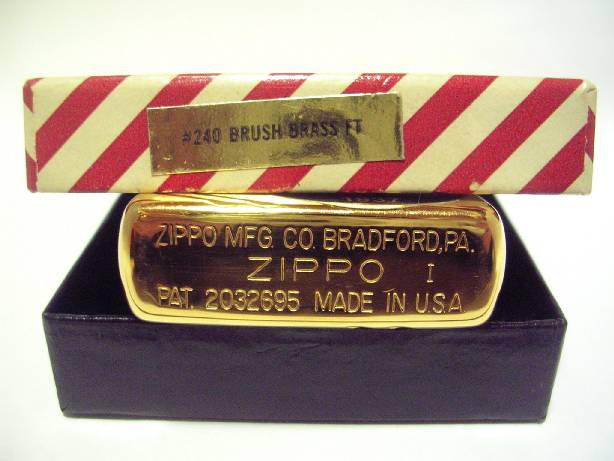 #240 BRUSH BRASS FT
ZIPPO MFG. CO. BRADFORD, PA.
ZIPPO I
PAT. 2032695 MADE IN U.S.A